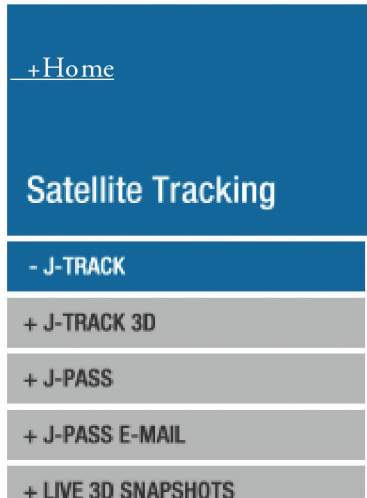 +Home
Satellite Tracking
- J-TRACK
+ J-TRACK 3D
+ J-PASS
+ J-PASS E-MAIL
+ LIVE 3D SNAPSHOTS